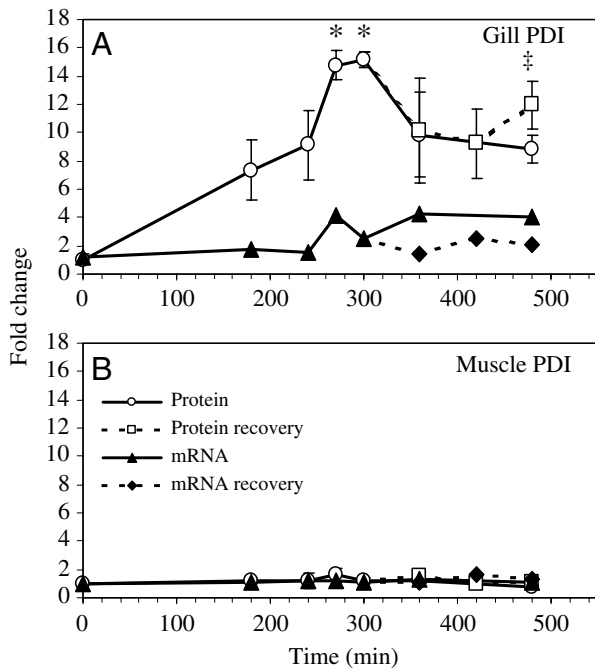 18
16
14
12
10
8
6
4
2
0
A
* *
Gill PDI
‡
0 100 200 300 400 500
Fold change
18
16
14
12
10
8
6
4
2
0
B
Muscle PDI
Protein
Protein recovery
mRNA
mRNA recovery
0 100 200 300 400 500
Time (min)